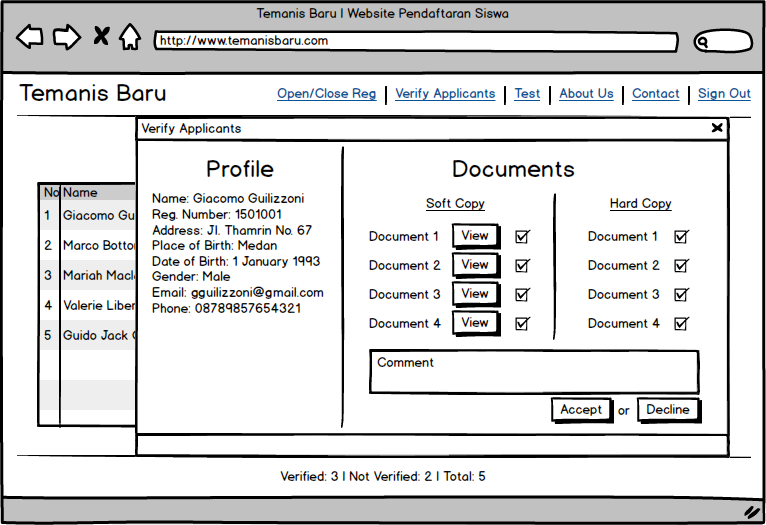 Temanis Baru | Website Pendaftaran Siswa
http://www.temanisbaru.com
Temanis Baru
Open/Close Reg | Verify Applicants | Test | About Us | Contact | Sign Out
Verify Applicants
No Name
1 Giacomo Gu
2 Marco Botto
3 Mariah Macl
4 Valerie Liber
5 Guido Jack
Profile
Name: Giacomo Guilizzoni
Reg. Number: 1501001
Address: Jl. Thamrin No. 67
Place of Birth: Medan
Date of Birth: 1 January 1993
Gender: Male
Email: gguilizzoni@gmail.com
Phone: 08789857654321
Documents
Soft Copy
Document 1 View
Document 2 View
Document 3 View
Document 4 View
Hard Copy
Document 1
Document 2
Document 3
Document 4
Comment
Accept or Decline
Verified: 3 | Not Verified: 2 | Total: 5